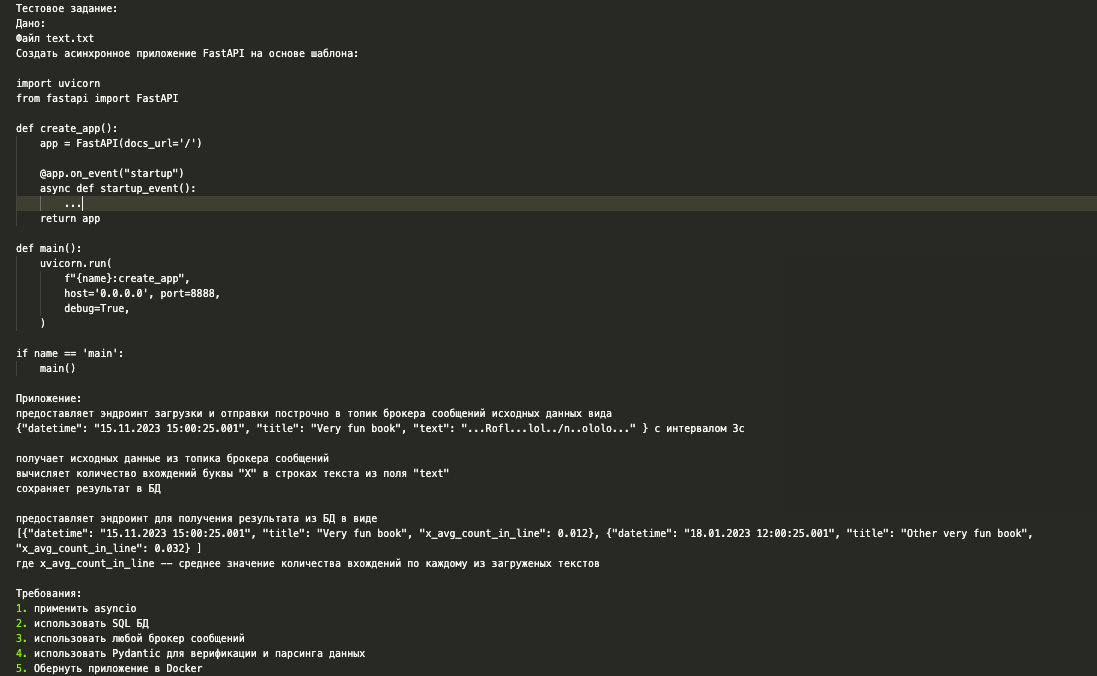 Тестовое задание:
Дано:
Файл text.txt
Создать асинхронное приложение FastAPI на основе шаблона:

import uvicorn
from fastapi import FastAPI

def create_app():
    app = FastAPI(docs_url='/')

    @app.on_event("startup")
    async def startup_event():
        ...
    return app

def main():
    uvicorn.run(
        f"{name}:create_app",
        host='0.0.0.0', port=8888,
        debug=True,
    )

if name == 'main':
    main()

Приложение:
предоставляет эндроинт загрузки и отправки построчно в топик брокера сообщений исходных данных вида
{"datetime": "15.11.2023 15:00:25.001", "title": "Very fun book", "text": "...Rofl...lol../n..ololo..." } с интервалом 3с

получает исходных данные из топика брокера сообщений
вычисляет количество вхождений буквы "Х" в строках текста из поля "text"
сохраняет результат в БД

предоставляет эндроинт для получения результата из БД в виде
[{"datetime": "15.11.2023 15:00:25.001", "title": "Very fun book", "x_avg_count_in_line": 0.012}, {"datetime": "18.01.2023 12:00:25.001", "title": "Other very fun book",
"x_avg_count_in_line": 0.032} ]
где x_avg_count_in_line -- среднее значение количества вхождений по каждому из загруженых текстов

Требования:
1. применить asyncio
2. использовать SQL БД
3. использовать любой брокер сообщений
4. использовать Pydantic для верификации и парсинга данных
5. Обернуть приложение в Docker